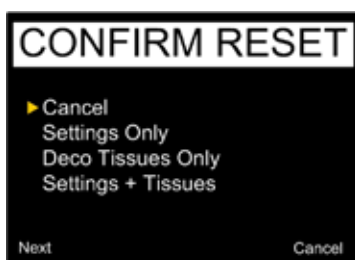 CONFIRM RESET
Cancel
Settings Only
Deco Tissues Only
Settings + Tissues
Next Cancel